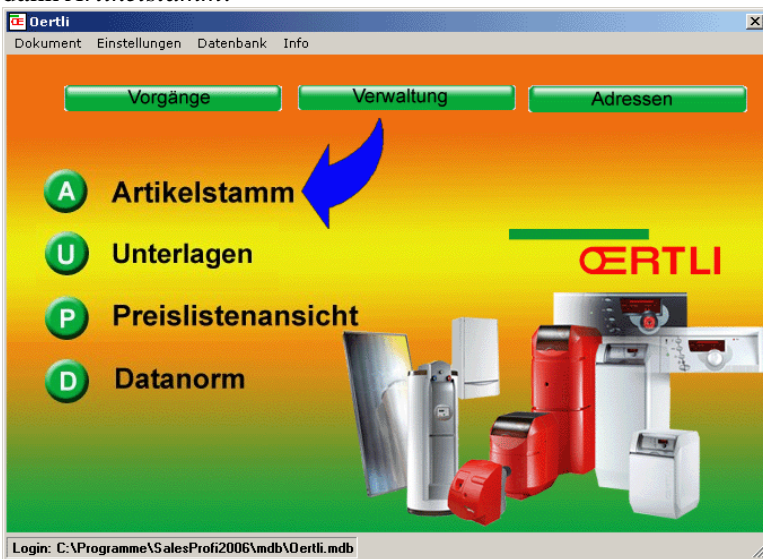 Oertli
Dokument Einstellungen Datenbank Info
Vorgänge Verwaltung Adressen
A Artikelstamm
U Unterlagen
ŒRTLI
P Preislistenansicht
D Datanorm
Login: C:\Programme\SalesProfi2006\mdb\Oertli.mdb